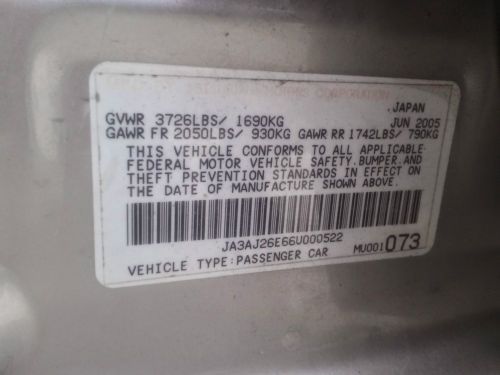 JAPAN
GVWR 3726LBS/ 1690KG JUN 2005
GAWR FR 2050LBS/ 930KG GAWR RR 1742LBS/ 790KG
THIS VEHICLE CONFORMS TO ALL APPLICABLE
FEDERAL MOTOR VEHICLE SAFETY.BUMPER.AND
THEFT PREVENTION STANDARDS IN EFFECT ON
THE DATE OF MANUFACTURE SHOWN ABOVE.
JA3AJ26E66U000522
VEHICLE TYPE:PASSENGER CAR MU001 073